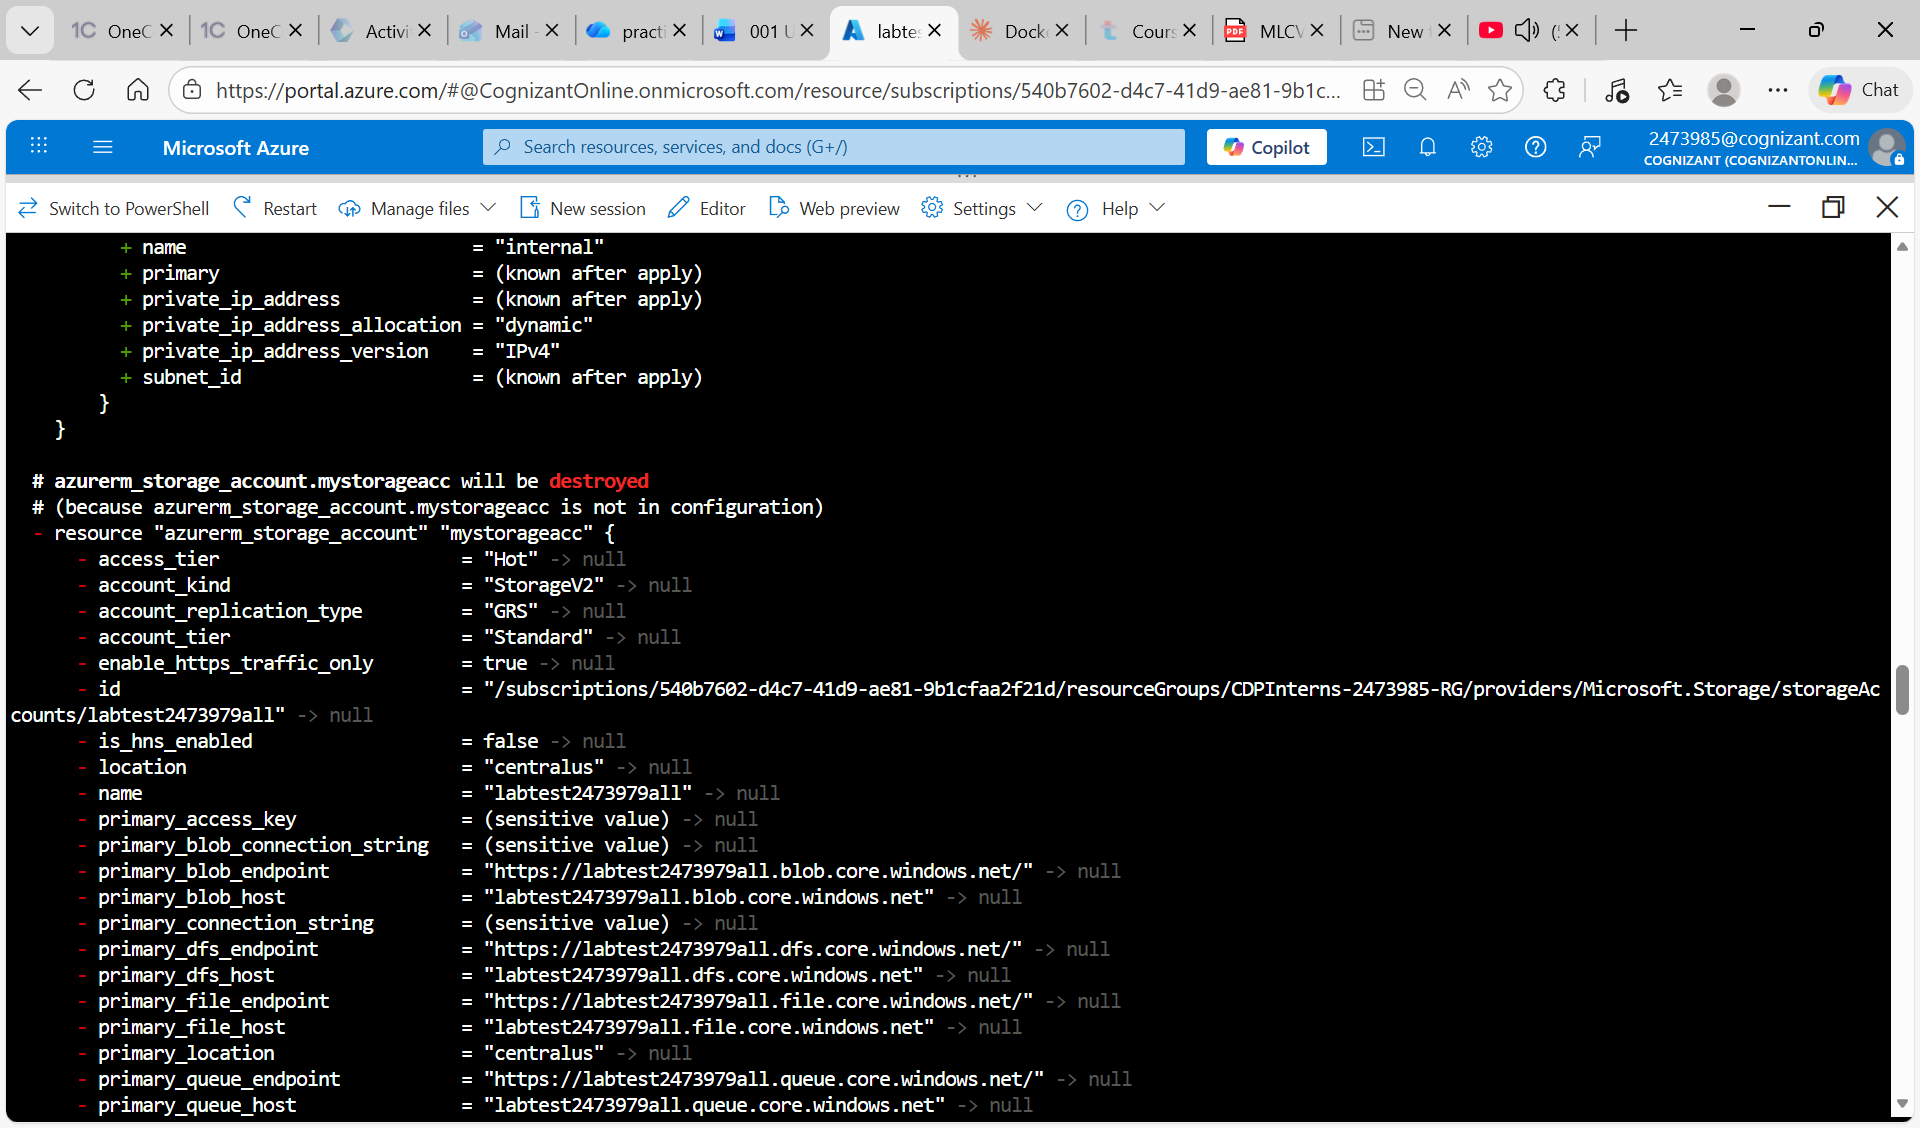 OneC
OneC
Activi
Mail -
practi
001 U
labtes
Docke
Cours
MLCV
New t
https://portal.azure.com/#@CognizantOnline.onmicrosoft.com/resource/subscriptions/540b7602-d4c7-41d9-ae81-9b1c...
Chat
Microsoft Azure
Search resources, services, and docs (G+/)
Copilot
2473985@cognizant.com
COGNIZANT (COGNIZANTONLIN...
Switch to PowerShell
Restart
Manage files
New session
Editor
Web preview
Settings
Help
+ name = "internal"
+ primary = (known after apply)
+ private_ip_address = (known after apply)
+ private_ip_address_allocation = "dynamic"
+ private_ip_address_version = "IPv4"
+ subnet_id = (known after apply)
}
}
# azurerm_storage_account.mystorageacc will be destroyed
# (because azurerm_storage_account.mystorageacc is not in configuration)
- resource "azurerm_storage_account" "mystorageacc" {
- access_tier = "Hot" -> null
- account_kind = "StorageV2" -> null
- account_replication_type = "GRS" -> null
- account_tier = "Standard" -> null
- enable_https_traffic_only = true -> null
- id = "/subscriptions/540b7602-d4c7-41d9-ae81-9b1cfaa2f21d/resourceGroups/CDPInterns-2473985-RG/providers/Microsoft.Storage/storageAc
counts/labtest2473979all" -> null
- is_hns_enabled = false -> null
- location = "centralus" -> null
- name = "labtest2473979all" -> null
- primary_access_key = (sensitive value) -> null
- primary_blob_connection_string = (sensitive value) -> null
- primary_blob_endpoint = "https://labtest2473979all.blob.core.windows.net/" -> null
- primary_blob_host = "labtest2473979all.blob.core.windows.net" -> null
- primary_connection_string = (sensitive value) -> null
- primary_dfs_endpoint = "https://labtest2473979all.dfs.core.windows.net/" -> null
- primary_dfs_host = "labtest2473979all.dfs.core.windows.net" -> null
- primary_file_endpoint = "https://labtest2473979all.file.core.windows.net/" -> null
- primary_file_host = "labtest2473979all.file.core.windows.net" -> null
- primary_location = "centralus" -> null
- primary_queue_endpoint = "https://labtest2473979all.queue.core.windows.net/" -> null
- primary_queue_host = "labtest2473979all.queue.core.windows.net" -> null